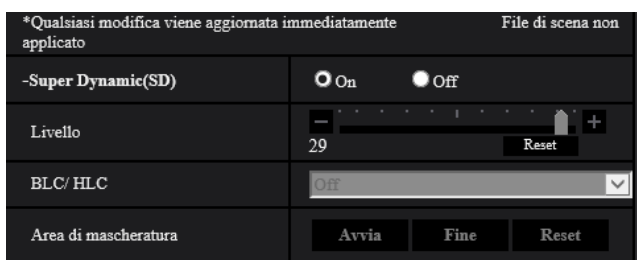 *Qualsiasi modifica viene aggiornata immediatamente applicato
File di scena non
-Super Dynamic(SD) On Off
Livello
29 Reset
BLC/ HLC Off
Area di mascheratura Avvia Fine Reset